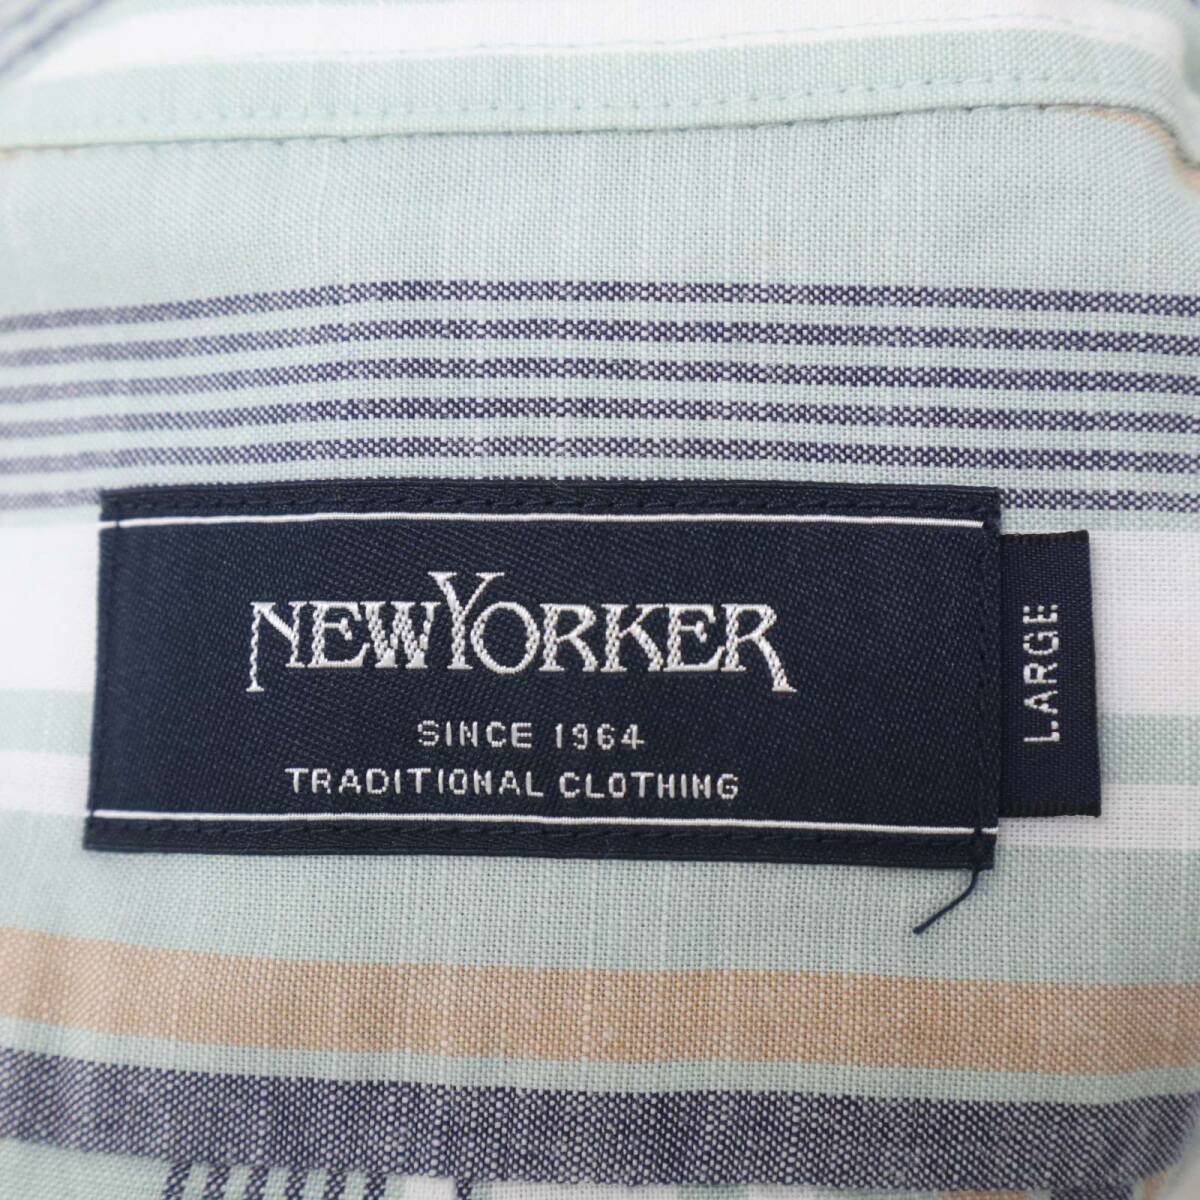 NEWYORKER
SINCE 1964
TRADITIONAL CLOTHING
LARGE